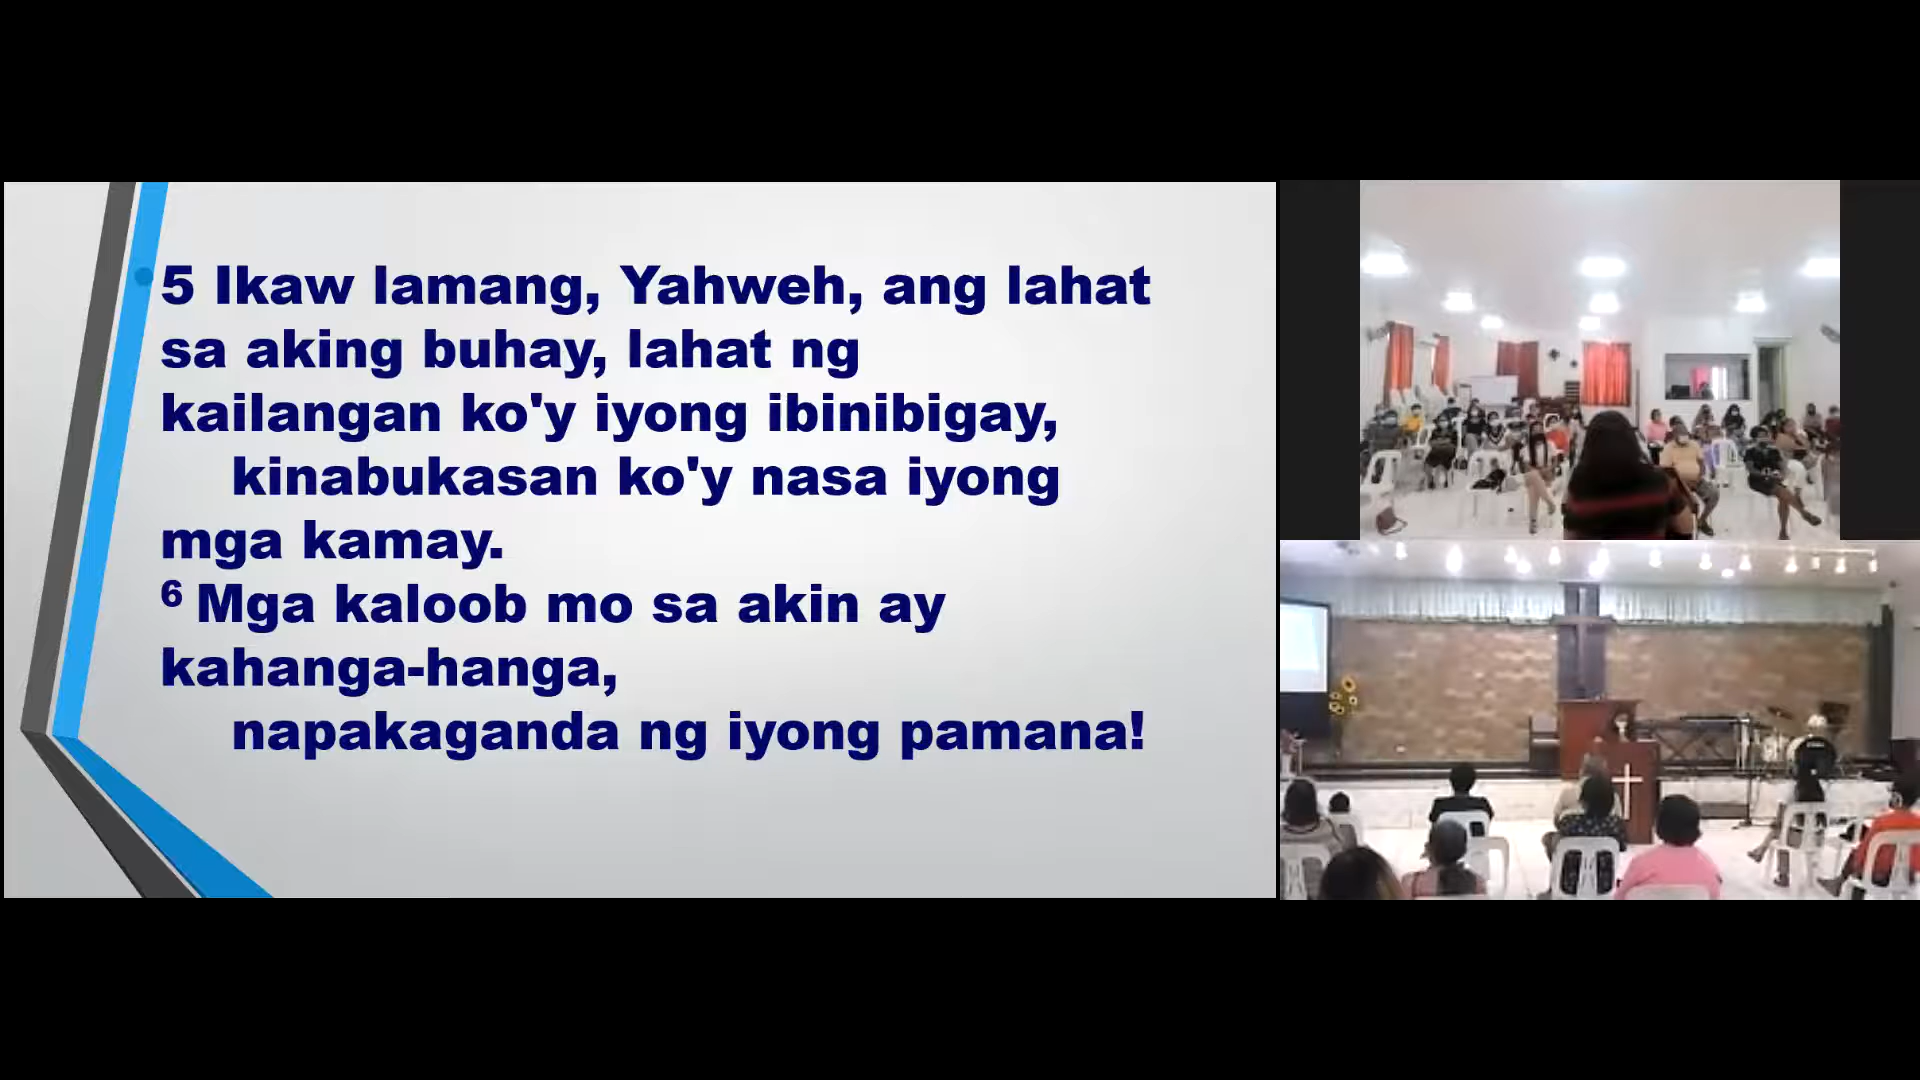 5 Ikaw lamang, Yahweh, ang lahat
sa aking buhay, lahat ng
kailangan ko'y iyong ibinibigay,
kinabukasan ko'y nasa iyong
mga kamay.
6 Mga kaloob mo sa akin ay
kahanga-hanga,
napakaganda ng iyong pamana!